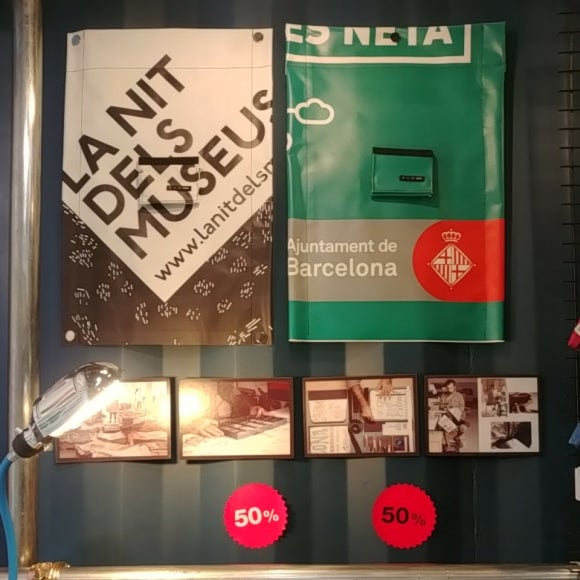 LA NIT
DELS
MUSEUS
www.lanitdelsm
ES NETA
Ajuntament de
Barcelona
50%
50%